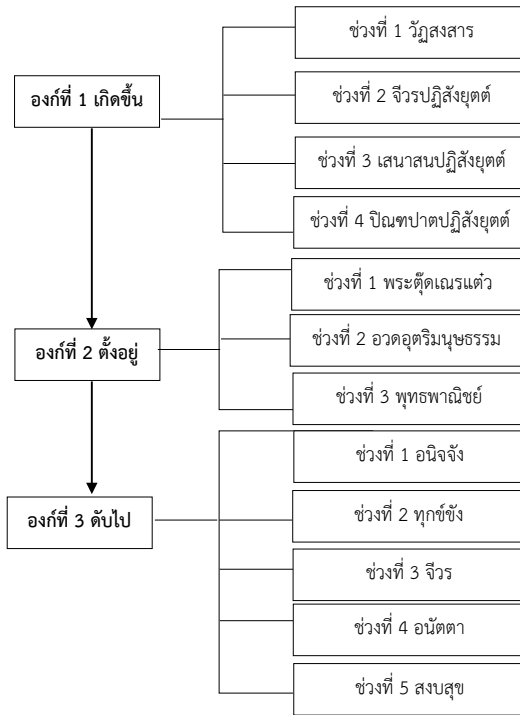 องก์ที่ 1 เกิดขึ้น
ช่วงที่ 1 วัฏสงสาร
ช่วงที่ 2 จีวรปฏิสังยุตต์
ช่วงที่ 3 เสนาสนปฏิสังยุตต์
ช่วงที่ 4 ปิณฑปาตปฏิสังยุตต์
องก์ที่ 2 ตั้งอยู่
ช่วงที่ 1 พระตุ๊ดเณรแต๋ว
ช่วงที่ 2 อวดอุตริมนุษธรรม
ช่วงที่ 3 พุทธพาณิชย์
องก์ที่ 3 ดับไป
ช่วงที่ 1 อนิจจัง
ช่วงที่ 2 ทุกข์ขัง
ช่วงที่ 3 จีวร
ช่วงที่ 4 อนัตตา
ช่วงที่ 5 สงบสุข